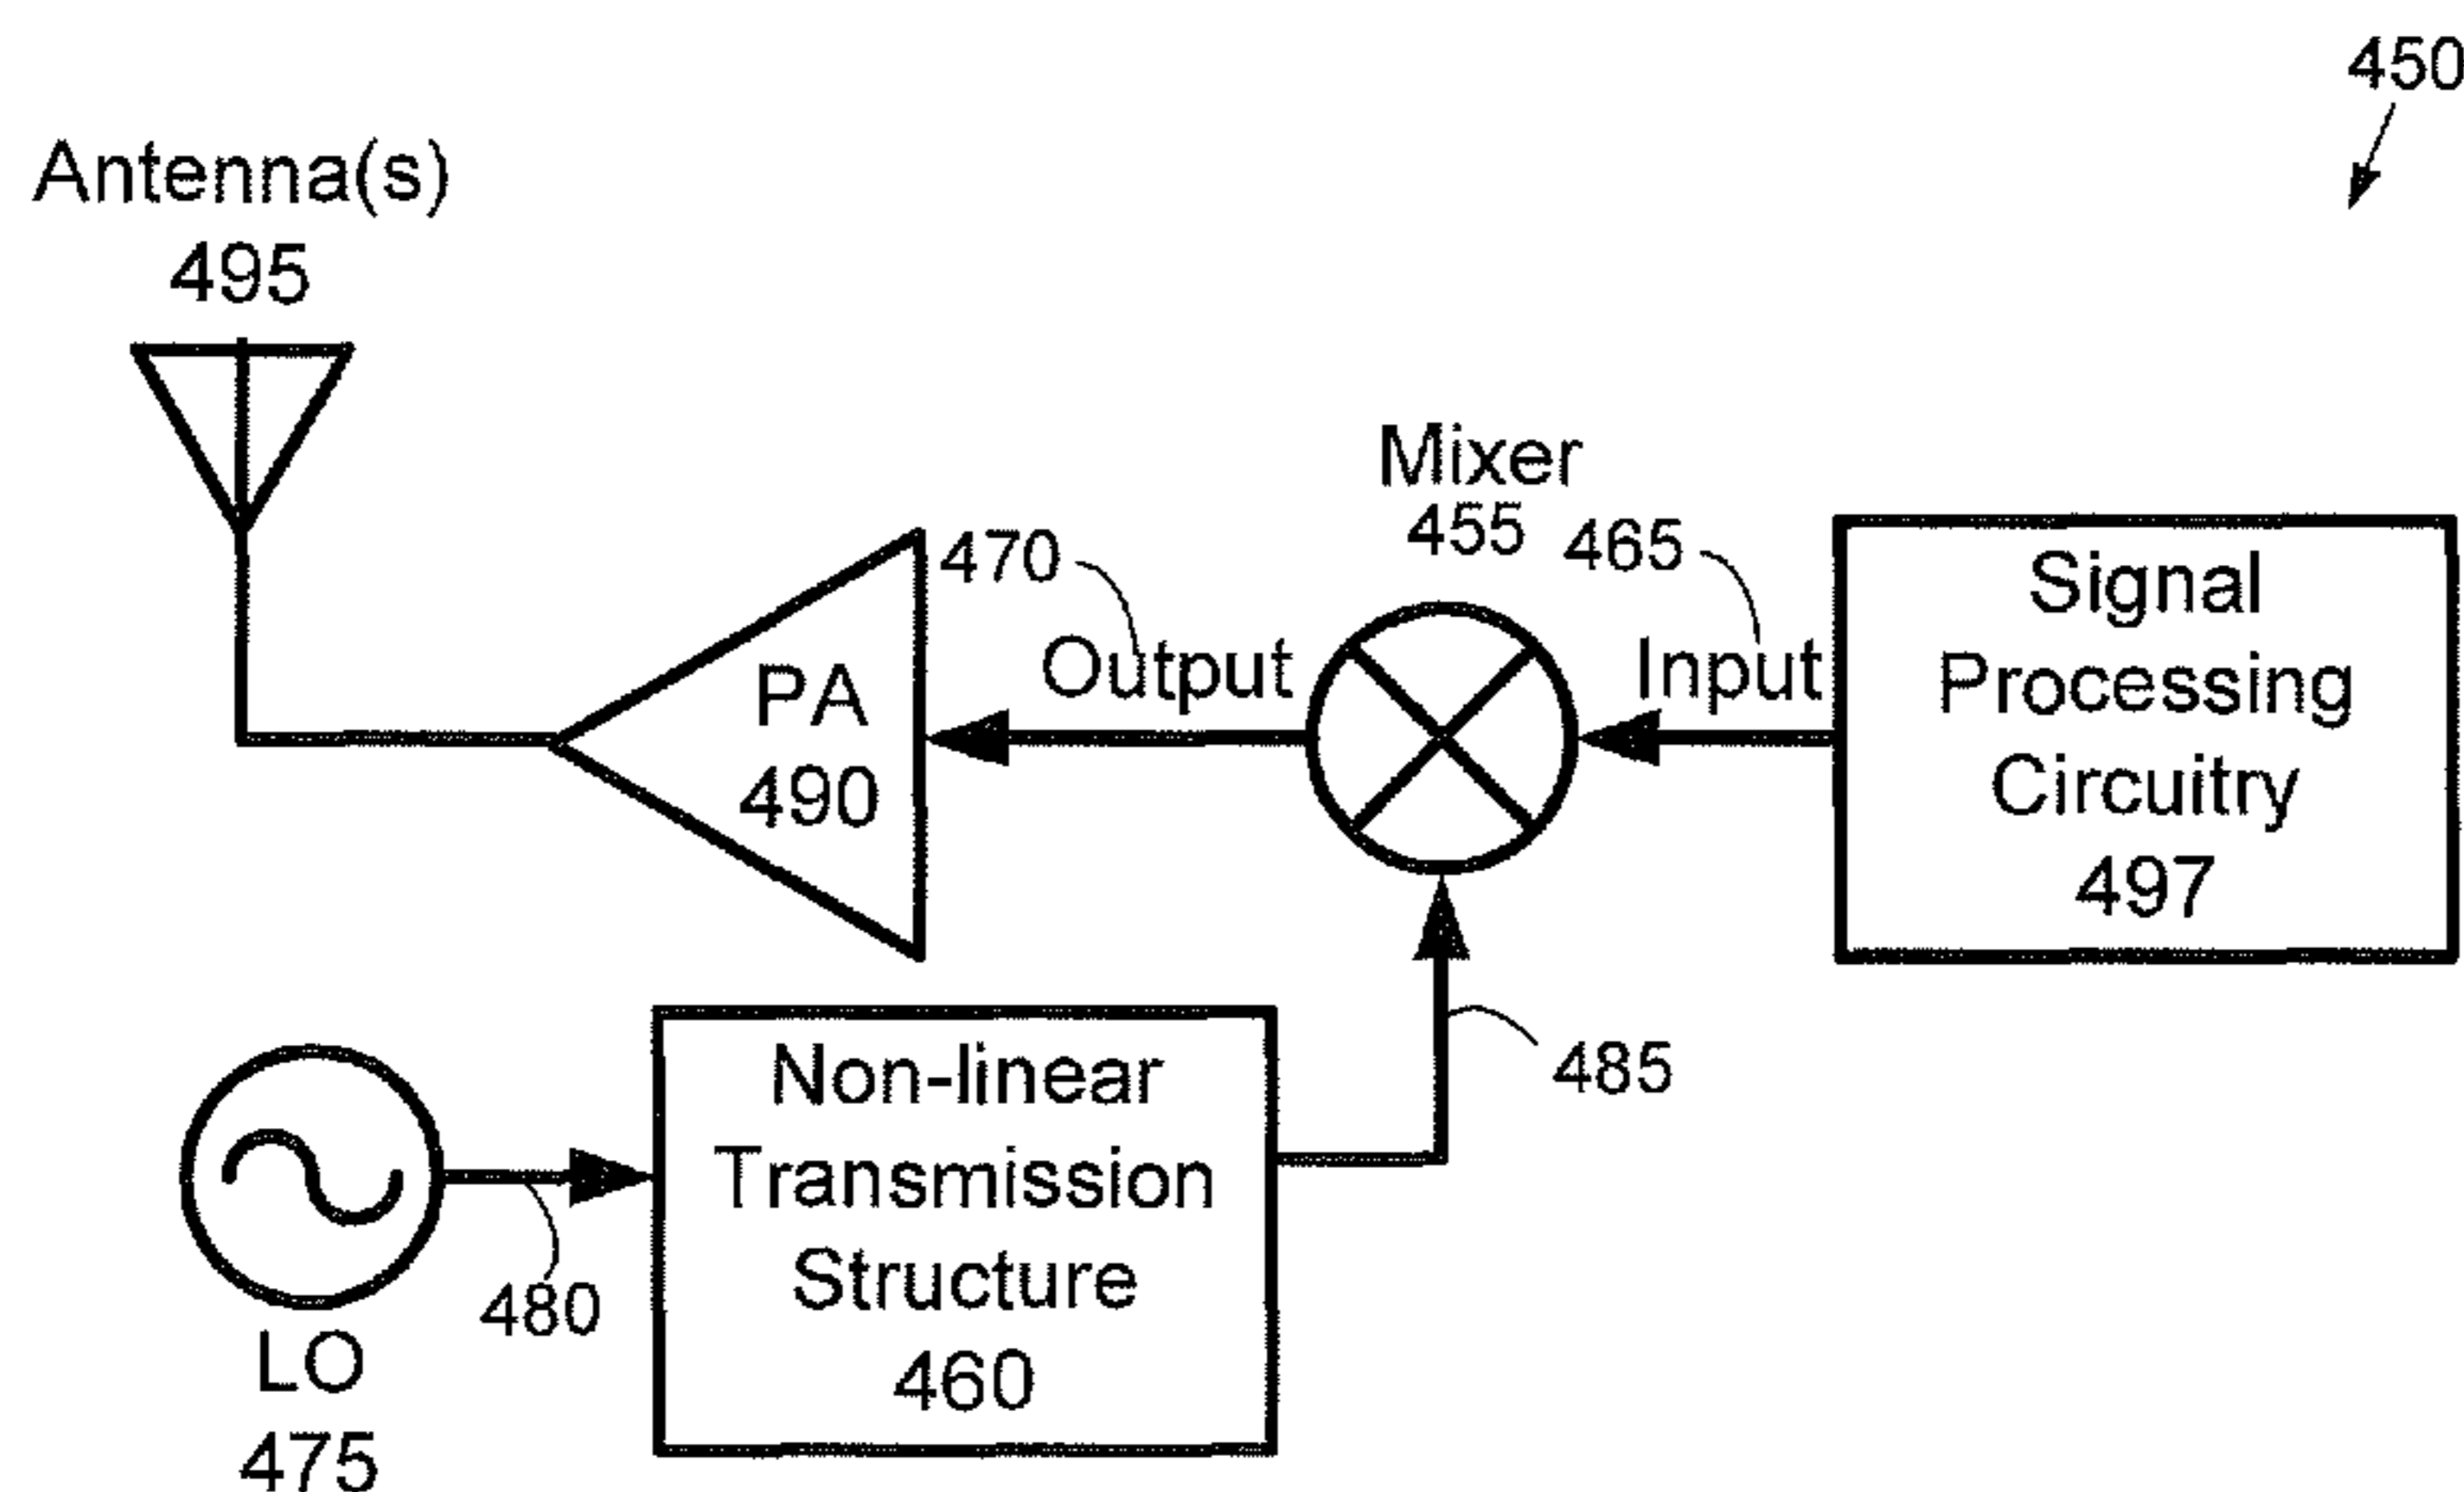 450
Antenna(s)
495
Mixer
455
465
470
Output
Input
PA
490
Signal
Processing
Circuitry
497
485
Non-linear
Transmission
Structure
460
480
LO
475